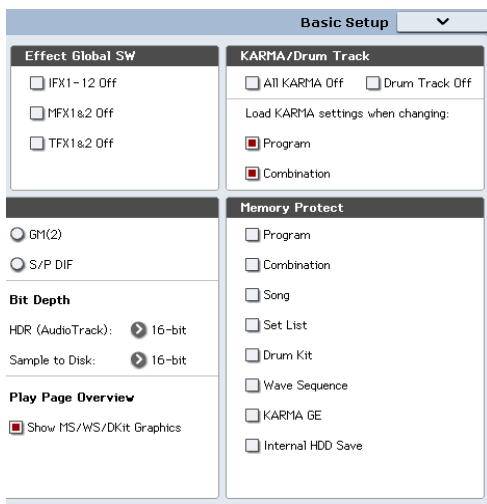 Basic Setup
Effect Global SW
IFX1-12 Off
MFX1&2 Off
TFX1&2 Off
KARMA/Drum Track
All KARMA Off
Drum Track Off
Load KARMA settings when changing:
Program
Combination
GM(2)
S/P DIF
Bit Depth
HDR (AudioTrack): 16-bit
Sample to Disk: 16-bit
Play Page Overview
Show MS/WS/DKit Graphics
Memory Protect
Program
Combination
Song
Set List
Drum Kit
Wave Sequence
KARMA GE
Internal HDD Save